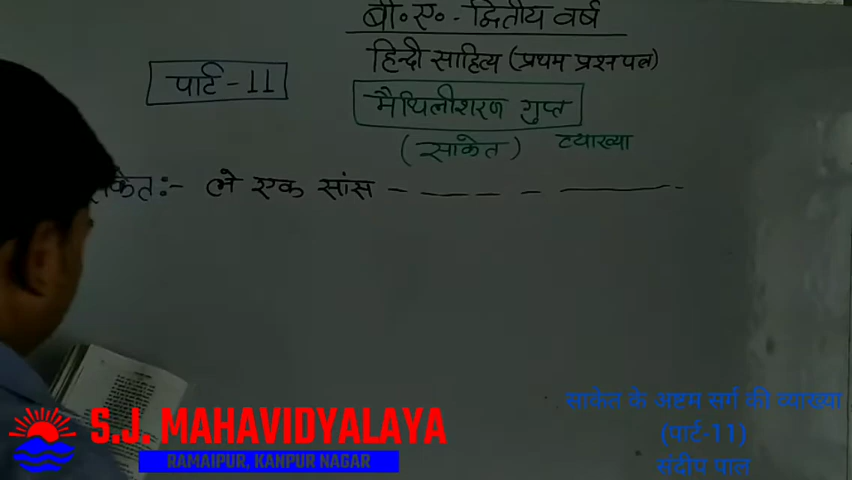 बी॰ए॰ - द्वितीय वर्ष
हिन्दी साहित्य (प्रथम प्रश्नपत्र)
पार्ट - 11
मैथिलीशरण गुप्त
(साकेत) व्याख्या
संकेत :- ले एक सांस - - - - -
साकेत के अष्टम सर्ग की व्याख्या
(पार्ट-11)
संदीप पाल
S.J. MAHAVIDYALAYA
RAMAIPUR, KANPUR NAGAR